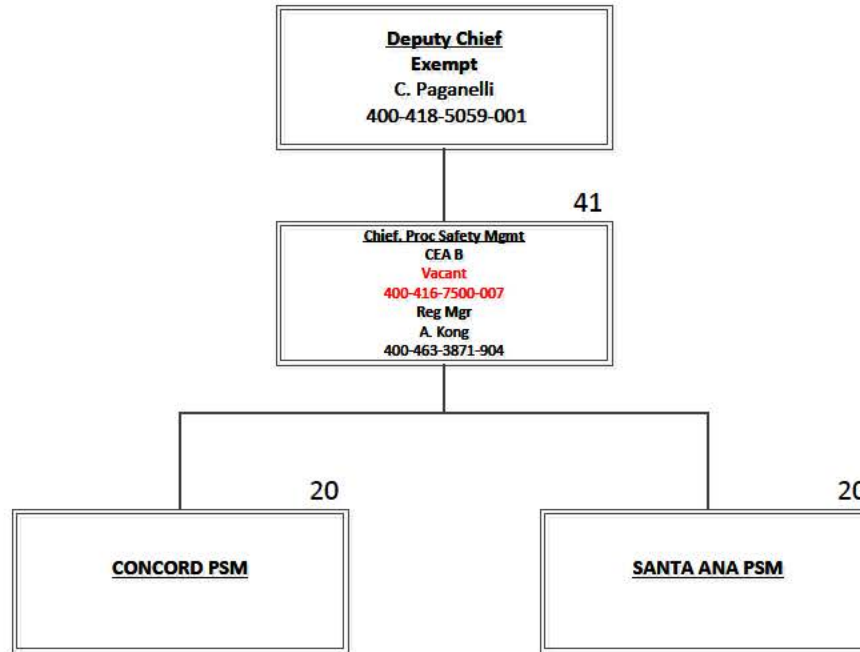 Deputy Chief
Exempt
C. Paganelli
400-418-5059-001
41
Chief, Proc Safety Mgmt
CEA B
Vacant
400-416-7500-007
Reg Mgr
A. Kong
400-463-3871-904
20
CONCORD PSM
20
SANTA ANA PSM